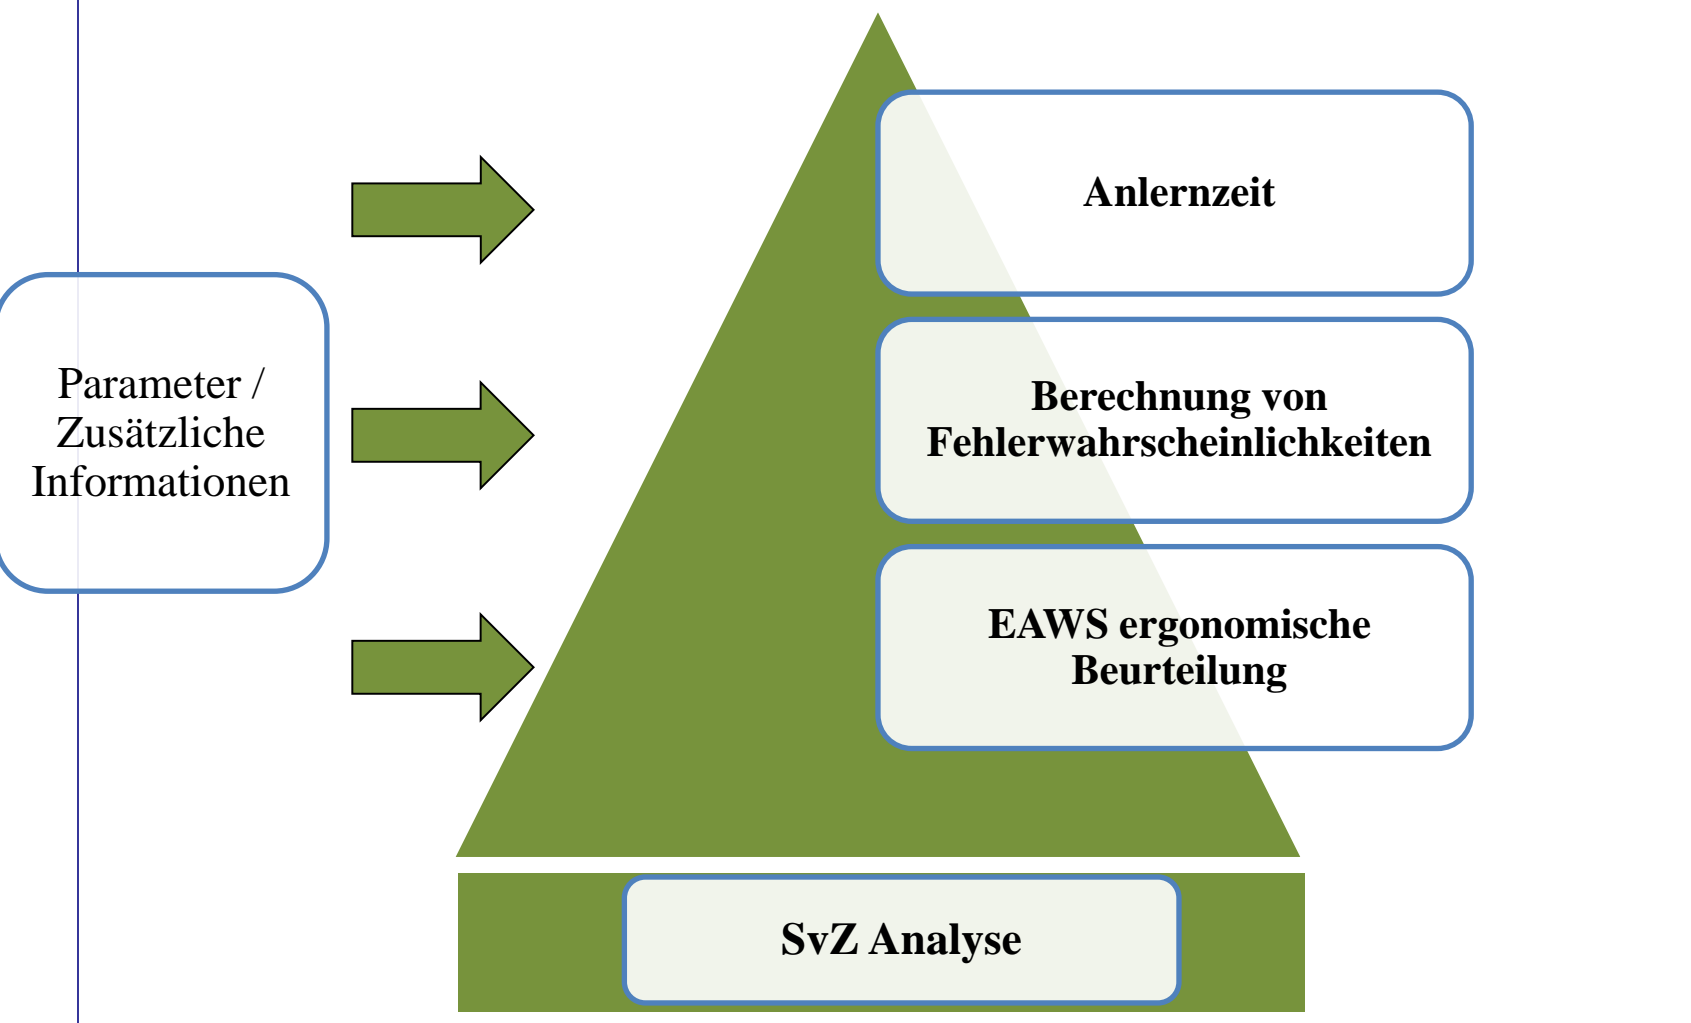 Anlernzeit
Parameter /
Zusätzliche
Informationen
Berechnung von
Fehlerwahrscheinlichkeiten
EAWS ergonomische
Beurteilung
SvZ Analyse